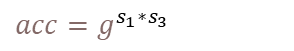 acc = g^{s_1 * s_3}